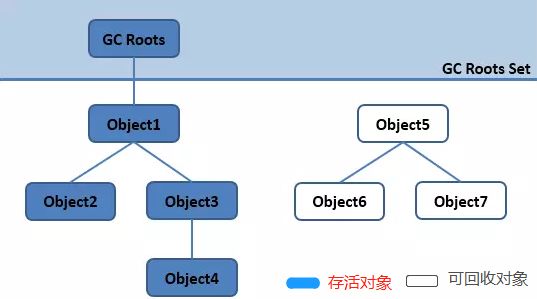 GC Roots
GC Roots Set
Object1
Object5
Object2
Object3
Object6
Object7
Object4
存活对象
可回收对象